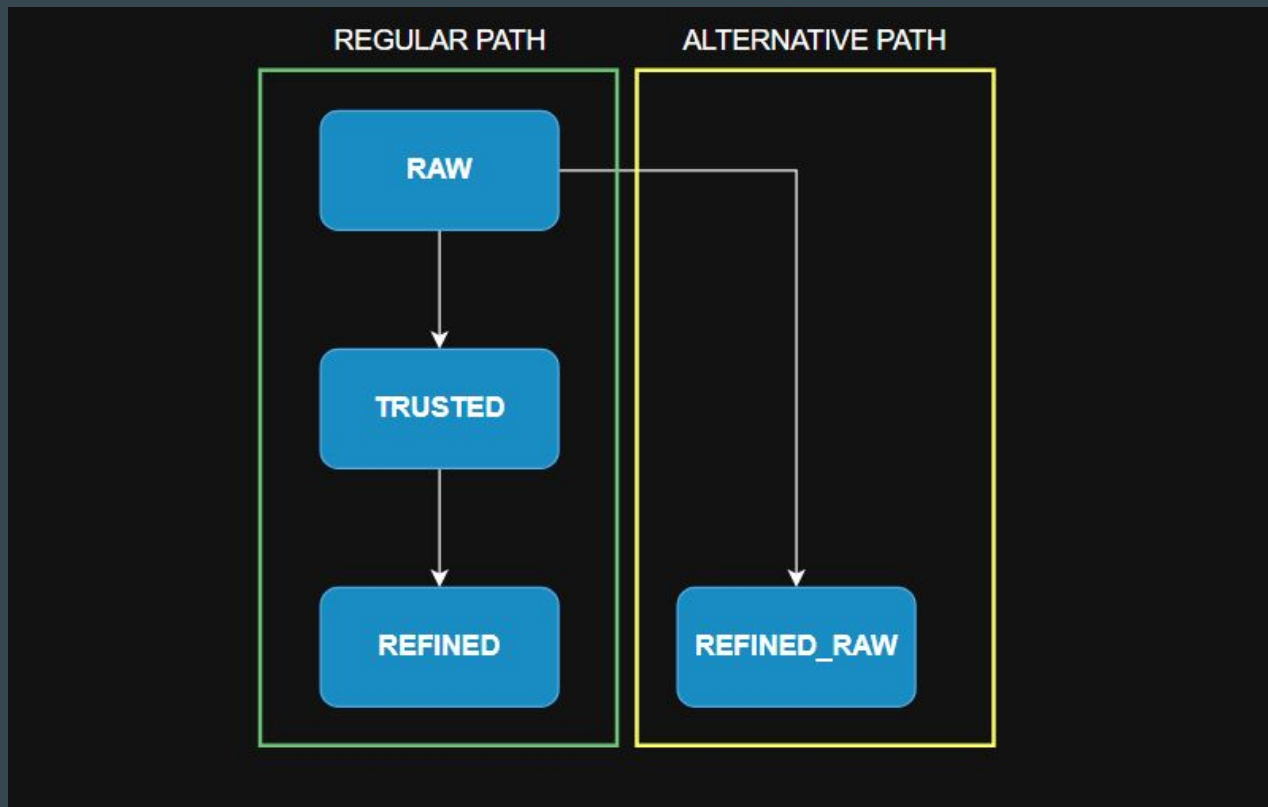 REGULAR PATH
ALTERNATIVE PATH
RAW
TRUSTED
REFINED
REFINED_RAW